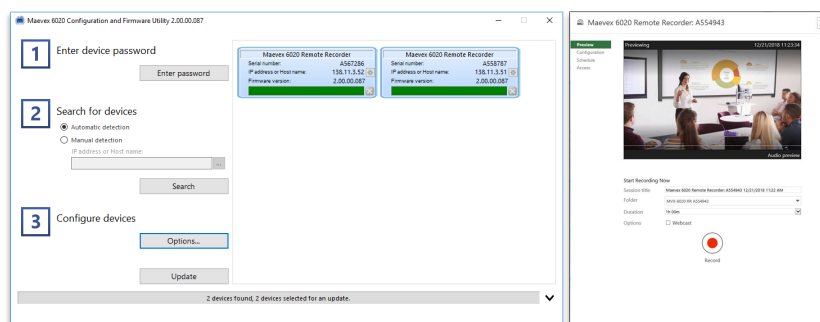 Maevex 6020 Configuration and Firmware Utility 2.00.00.087
1 Enter device password
Enter password
2 Search for devices
Automatic detection
Manual detection
IP address or Host name:
...
Search
3 Configure devices
Options...
Update
Maevex 6020 Remote Recorder
Serial number: A567286
IP address or Host name: 138.11.3.52
Firmware version: 2.00.00.087
Maevex 6020 Remote Recorder
Serial number: A558787
IP address or Host name: 138.11.3.51
Firmware version: 2.00.00.087
2 devices found, 2 devices selected for an update.
Maevex 6020 Remote Recorder: A554943
Preview
Configuration
Schedule
Access
Previewing 12/21/2018 11:23:34
Audio preview
Start Recording Now
Session title Maevex 6020 Remote Recorder: A554943 12/21/2018 11:22 AM
Folder MVX-6020 RR A554943
Duration 1h 00m
Options Webcast
Record